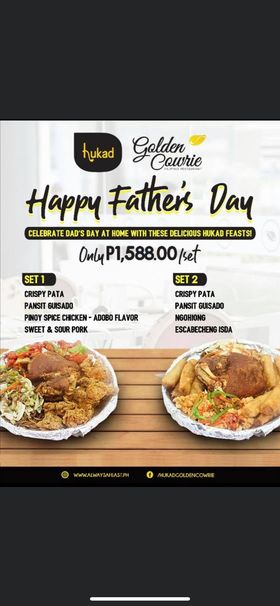 hukad
Golden
Cowrie
FILIPINO RESTAURANT
Happy Father's Day
CELEBRATE DAD'S DAY AT HOME WITH THESE DELICIOUS HUKAD FEASTS!
Only P1,588.00/set
SET 1
CRISPY PATA
PANSIT GUISADO
PINOY SPICE CHICKEN - ADOBO FLAVOR
SWEET & SOUR PORK
SET 2
CRISPY PATA
PANSIT GUISADO
NGOHIONG
ESCABECHENG ISDA
WWW.ALWAYSAFEAST.PH
/HUKADGOLDENCOWRIE